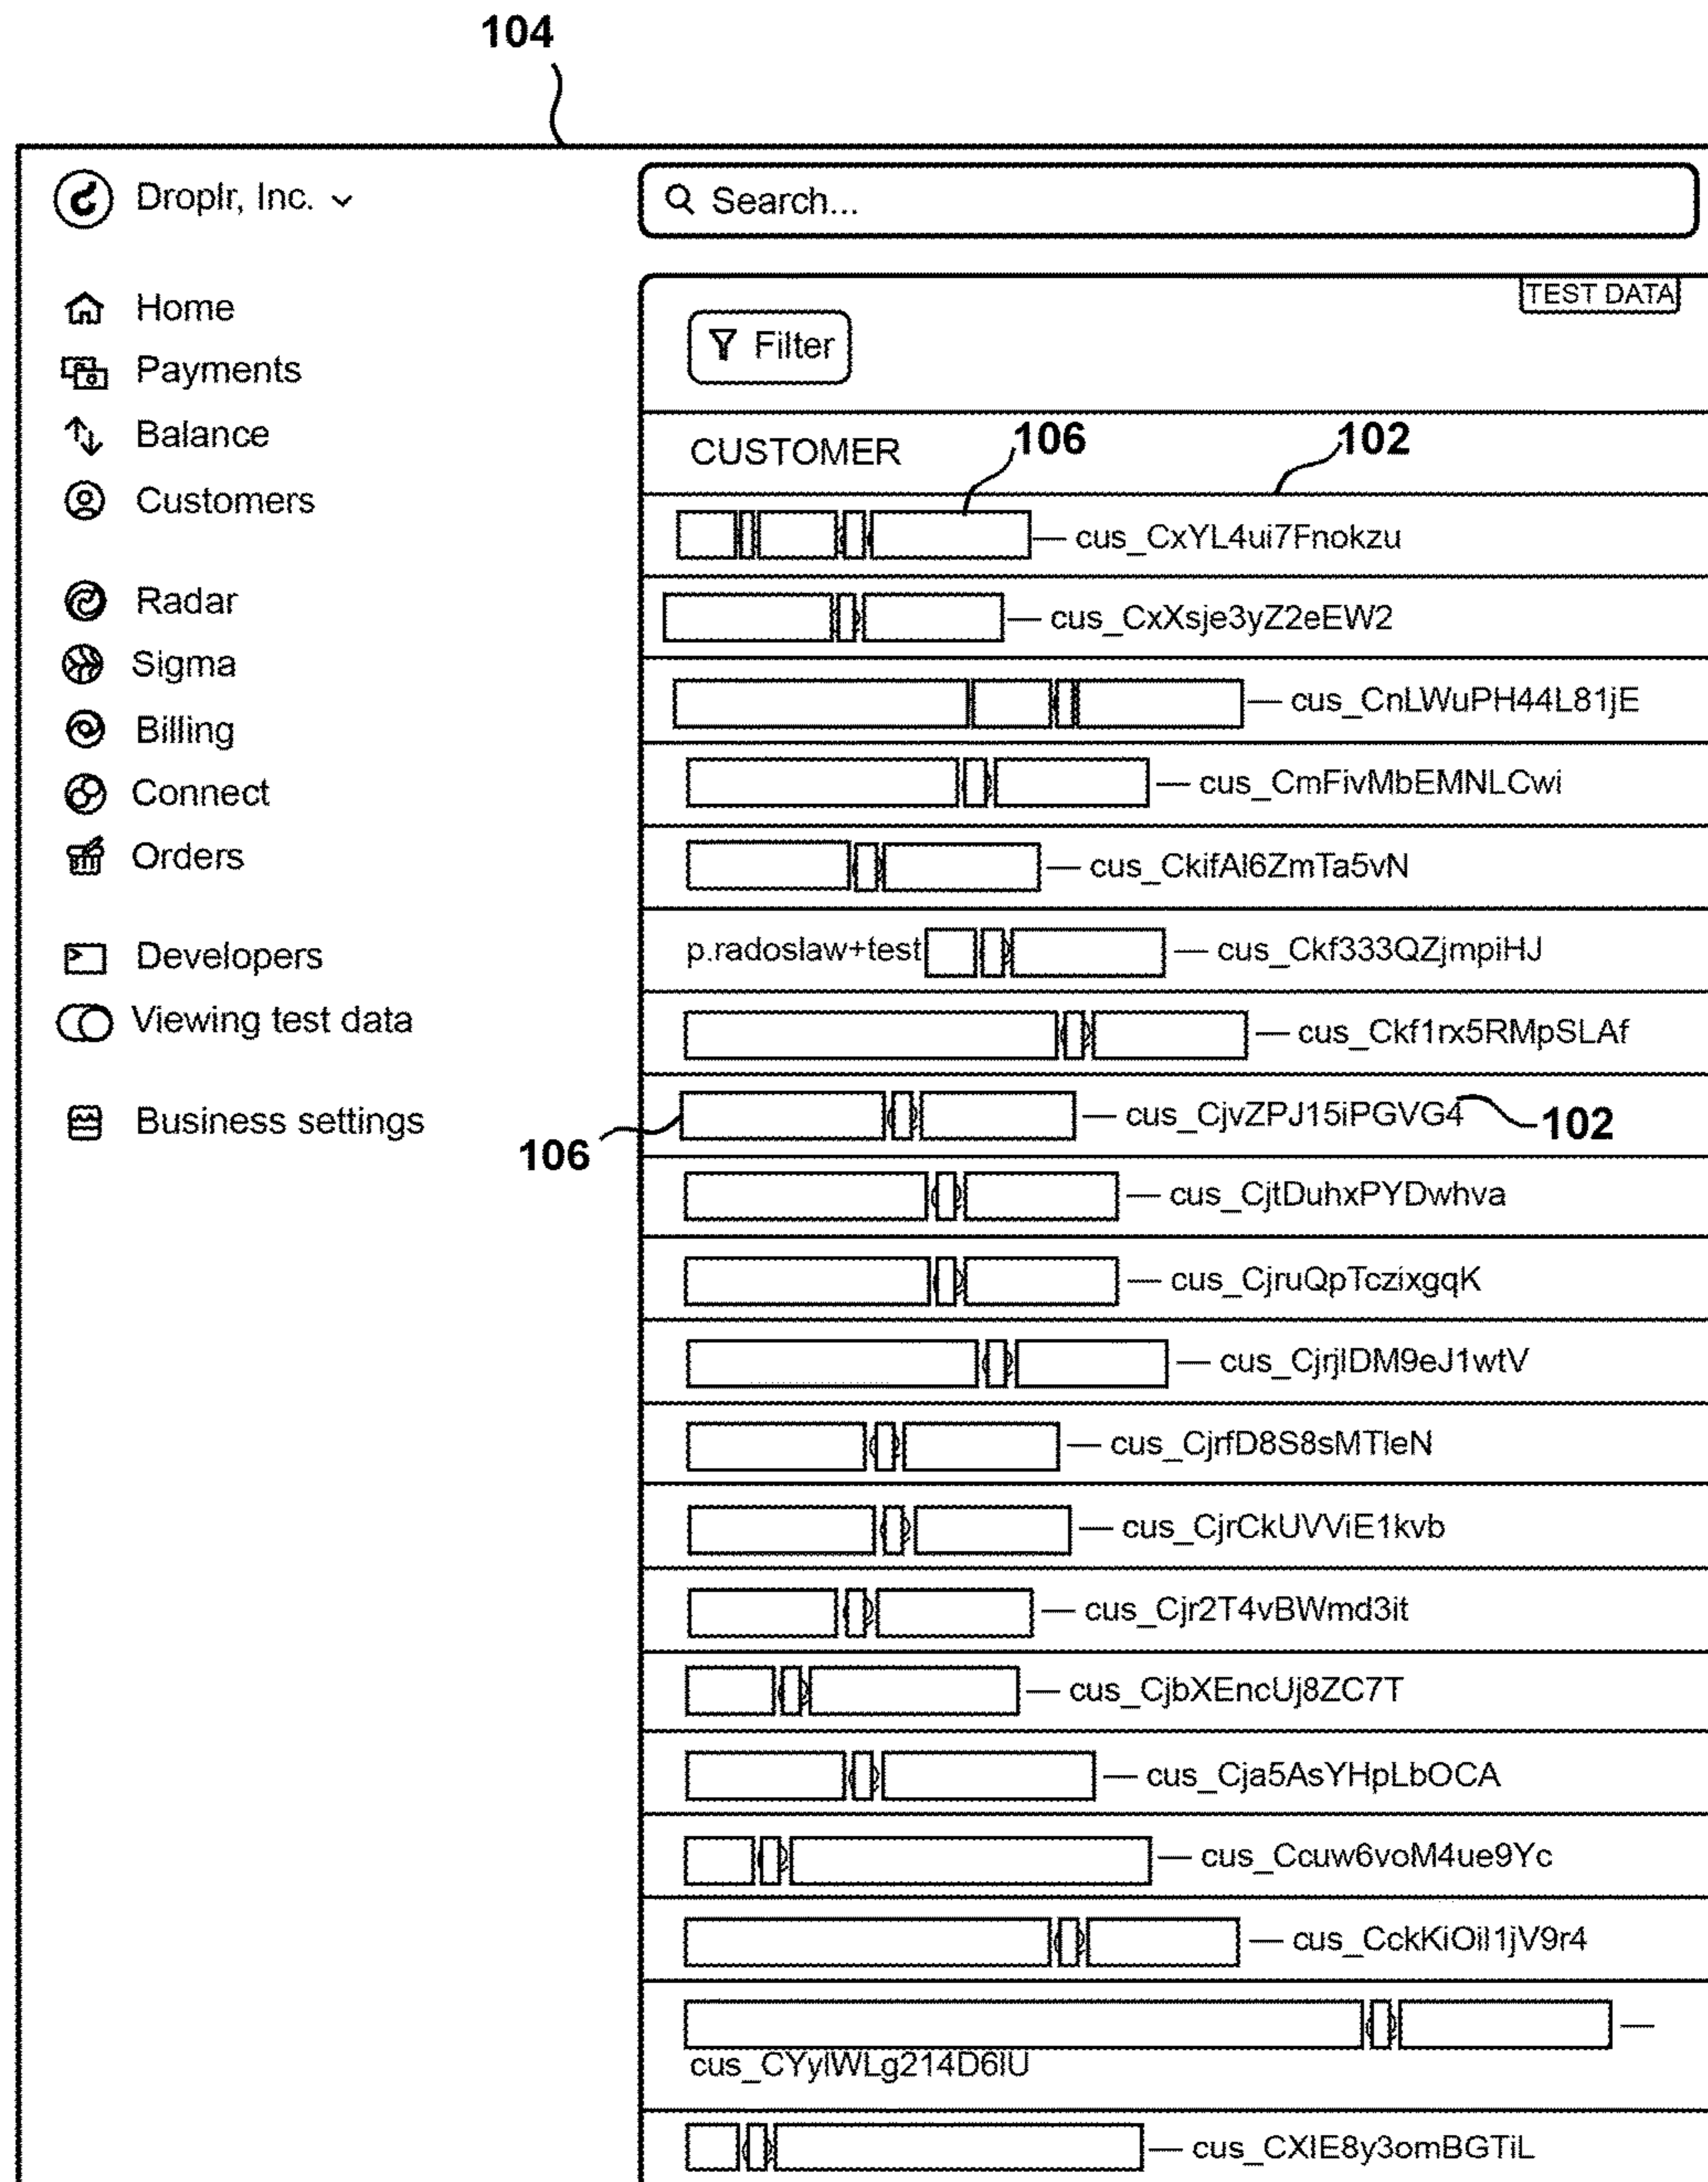 104
Droplr, Inc.
Search...
TEST DATA
Home
Filter
Payments
Balance
Customers
CUSTOMER
106
102
cus_CxYL4ui7Fnokzu
Radar
cus_CxXsje3yZ2eEW2
Sigma
cus_CnLWuPH44L81jE
Billing
Connect
cus_CmFivMbEMNLCwi
Orders
cus_CkifAl6ZmTa5vN
Developers
p.radoslaw+test — cus_Ckf333QZjmpiHJ
Viewing test data
cus_Ckf1rx5RMpSLAf
Business settings
cus_CjvZPJ15iPGVG4
102
106
cus_CjtDuhxPYDwhva
cus_CjruQpTczixgqK
cus_CjrjlDM9eJ1wtV
cus_CjrfD8S8sMTleN
cus_CjrCkUVViE1kvb
cus_Cjr2T4vBWmd3it
cus_CjbXEncUj8ZC7T
cus_Cja5AsYHpLbOCA
cus_Ccuw6voM4ue9Yc
cus_CckKiOil1jV9r4
cus_CYylWLg214D6lU
cus_CXIE8y3omBGTiL